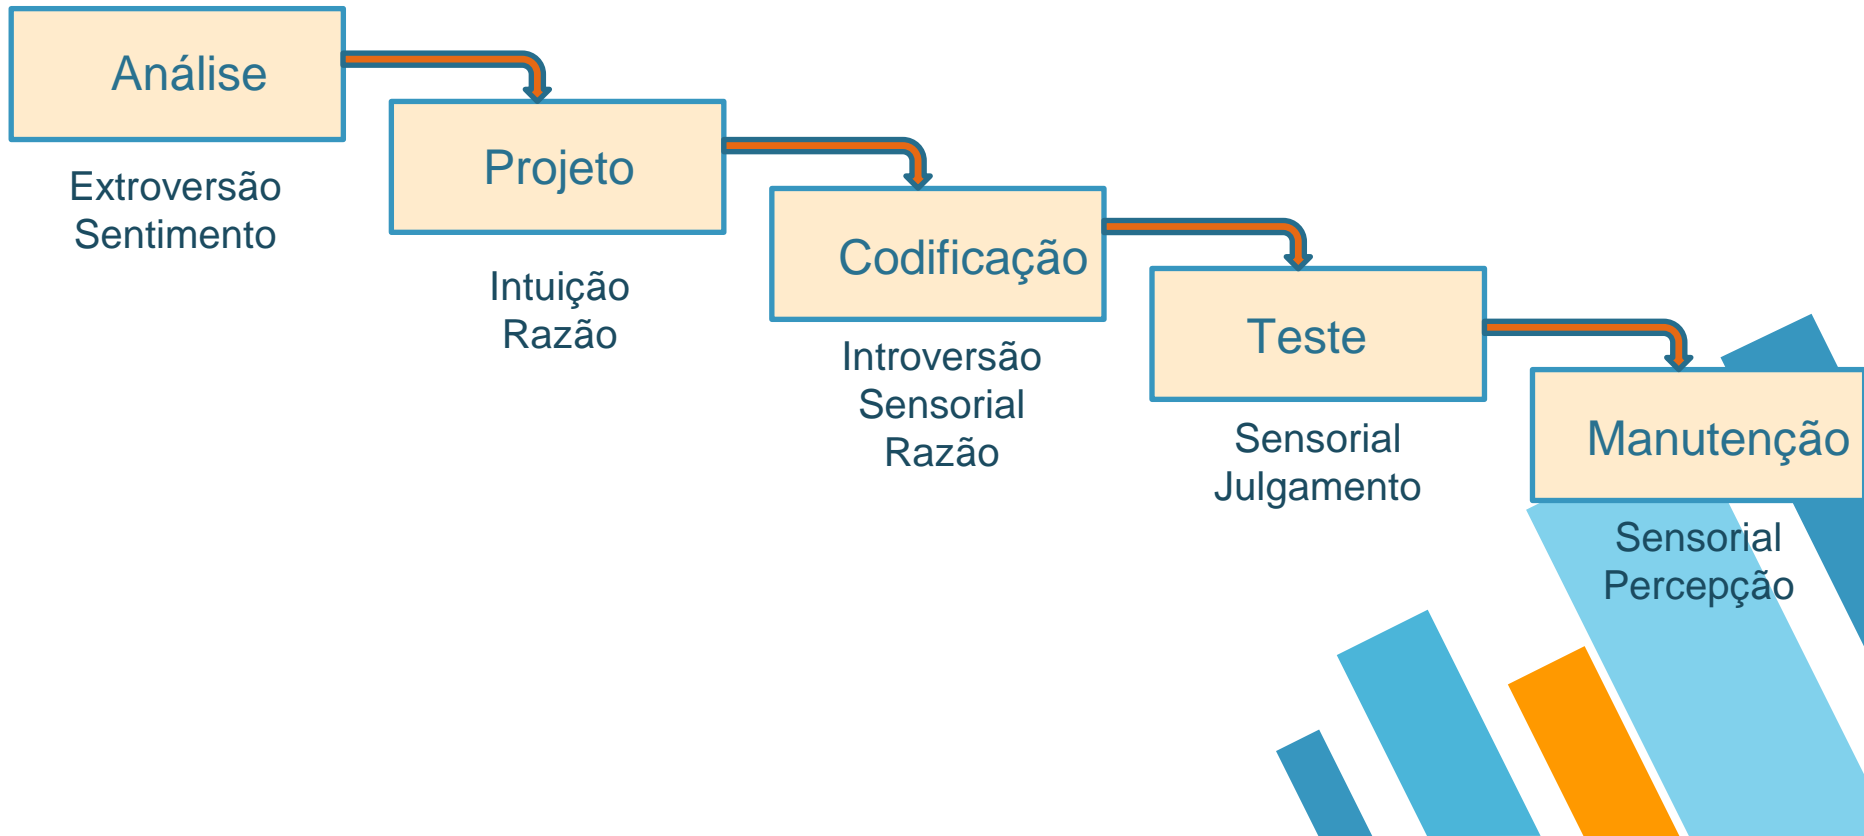 Análise
Extroversão
Sentimento
Projeto
Intuição
Razão
Codificação
Introversão
Sensorial
Razão
Teste
Sensorial
Julgamento
Manutenção
Sensorial
Percepção